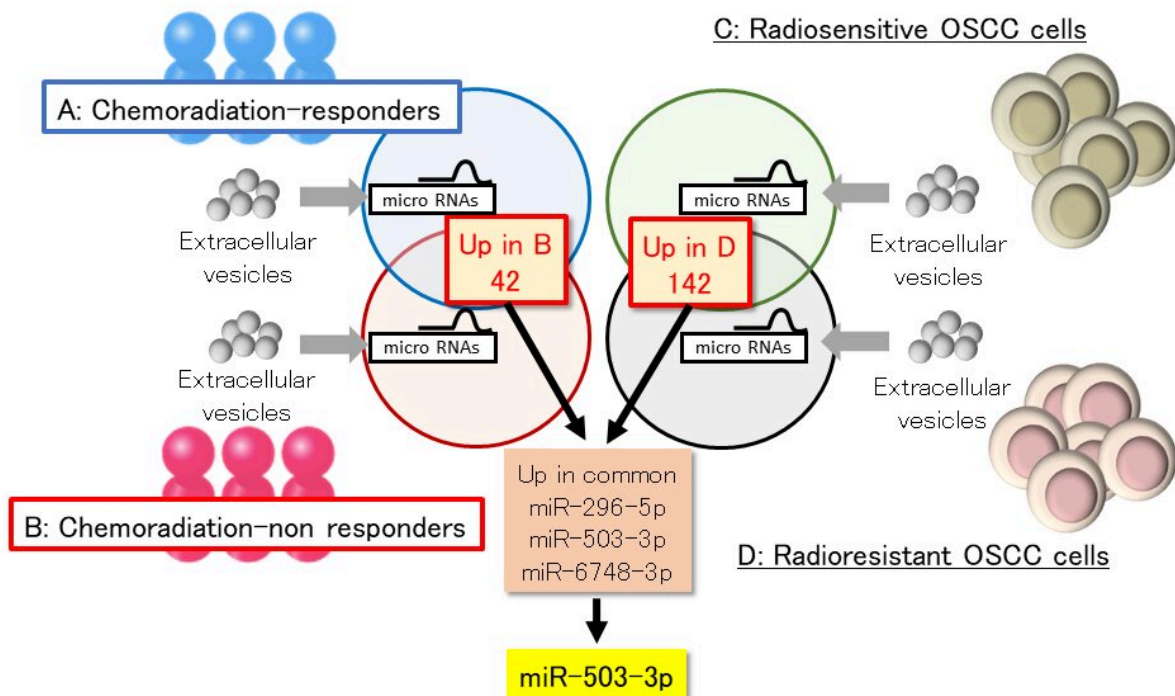 C: Radiosensitive OSCC cells
A: Chemoradiation-responders
micro RNAs
micro RNAs
Extracellular
vesicles
Up in B
42
Up in D
142
Extracellular
vesicles
micro RNAs
micro RNAs
Extracellular
vesicles
Extracellular
vesicles
B: Chemoradiation-non responders
Up in common
miR-296-5p
miR-503-3p
miR-6748-3p
D: Radioresistant OSCC cells
miR-503-3p